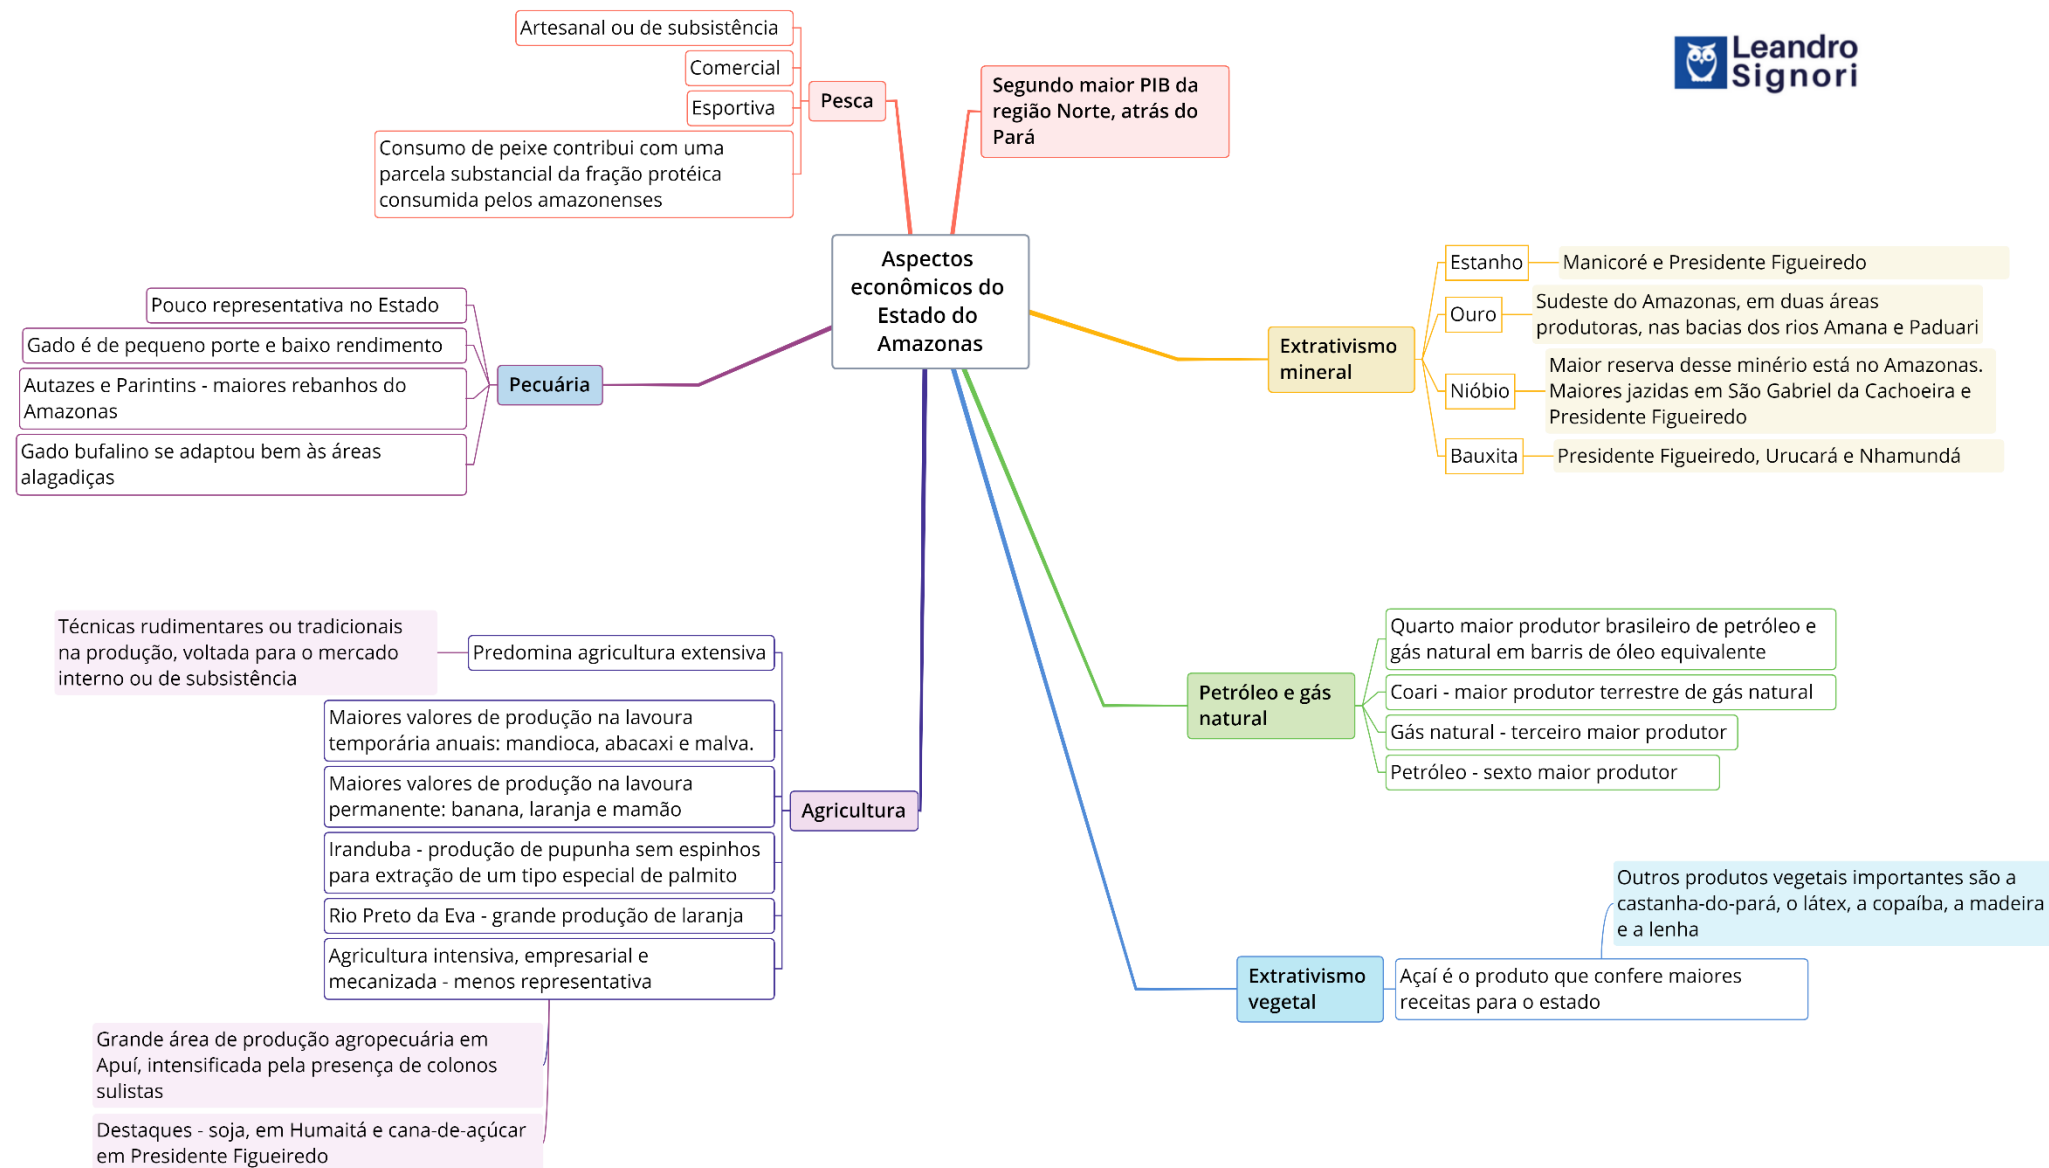 Leandro
Signori
Aspectos
econômicos do
Estado do
Amazonas
Segundo maior PIB da
região Norte, atrás do
Pará
Extrativismo
mineral
Estanho
Manicoré e Presidente Figueiredo
Ouro
Sudeste do Amazonas, em duas áreas
produtoras, nas bacias dos rios Amana e Paduari
Nióbio
Maior reserva desse minério está no Amazonas.
Maiores jazidas em São Gabriel da Cachoeira e
Presidente Figueiredo
Bauxita
Presidente Figueiredo, Urucará e Nhamundá
Petróleo e gás
natural
Quarto maior produtor brasileiro de petróleo e
gás natural em barris de óleo equivalente
Coari - maior produtor terrestre de gás natural
Gás natural - terceiro maior produtor
Petróleo - sexto maior produtor
Extrativismo
vegetal
Açaí é o produto que confere maiores
receitas para o estado
Outros produtos vegetais importantes são a
castanha-do-pará, o látex, a copaíba, a madeira
e a lenha
Agricultura
Predomina agricultura extensiva
Técnicas rudimentares ou tradicionais
na produção, voltada para o mercado
interno ou de subsistência
Maiores valores de produção na lavoura
temporária anuais: mandioca, abacaxi e malva.
Maiores valores de produção na lavoura
permanente: banana, laranja e mamão
Iranduba - produção de pupunha sem espinhos
para extração de um tipo especial de palmito
Rio Preto da Eva - grande produção de laranja
Agricultura intensiva, empresarial e
mecanizada - menos representativa
Grande área de produção agropecuária em
Apuí, intensificada pela presença de colonos
sulistas
Destaques - soja, em Humaitá e cana-de-açúcar
em Presidente Figueiredo
Pecuária
Pouco representativa no Estado
Gado é de pequeno porte e baixo rendimento
Autazes e Parintins - maiores rebanhos do
Amazonas
Gado bufalino se adaptou bem às áreas
alagadiças
Pesca
Artesanal ou de subsistência
Comercial
Esportiva
Consumo de peixe contribui com uma
parcela substancial da fração protéica
consumida pelos amazonenses